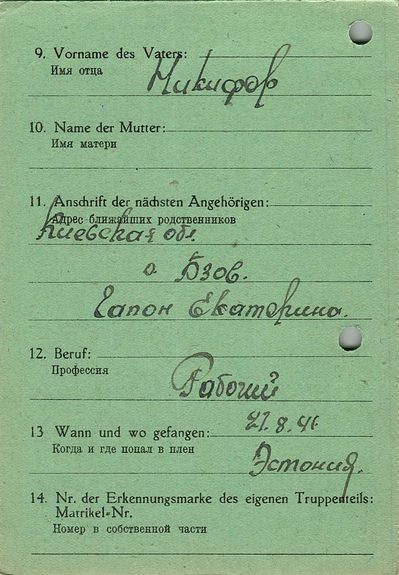 9. Vorname des Vaters:
Имя отца
Никифор
10. Name der Mutter:
Имя матери
11. Anschrift der nächsten Angehörigen:
Адрес ближайших родственников
Киевская обл.
с. Бзов.
Гапон Екатерина.
12. Beruf:
Профессия
Рабочий
13 Wann und wo gefangen: 27.8.41
Когда и где попал в плен
Эстония.
14. Nr. der Erkennungsmarke des eigenen Truppenteils:
Matrikel-Nr.
Номер в собственной части